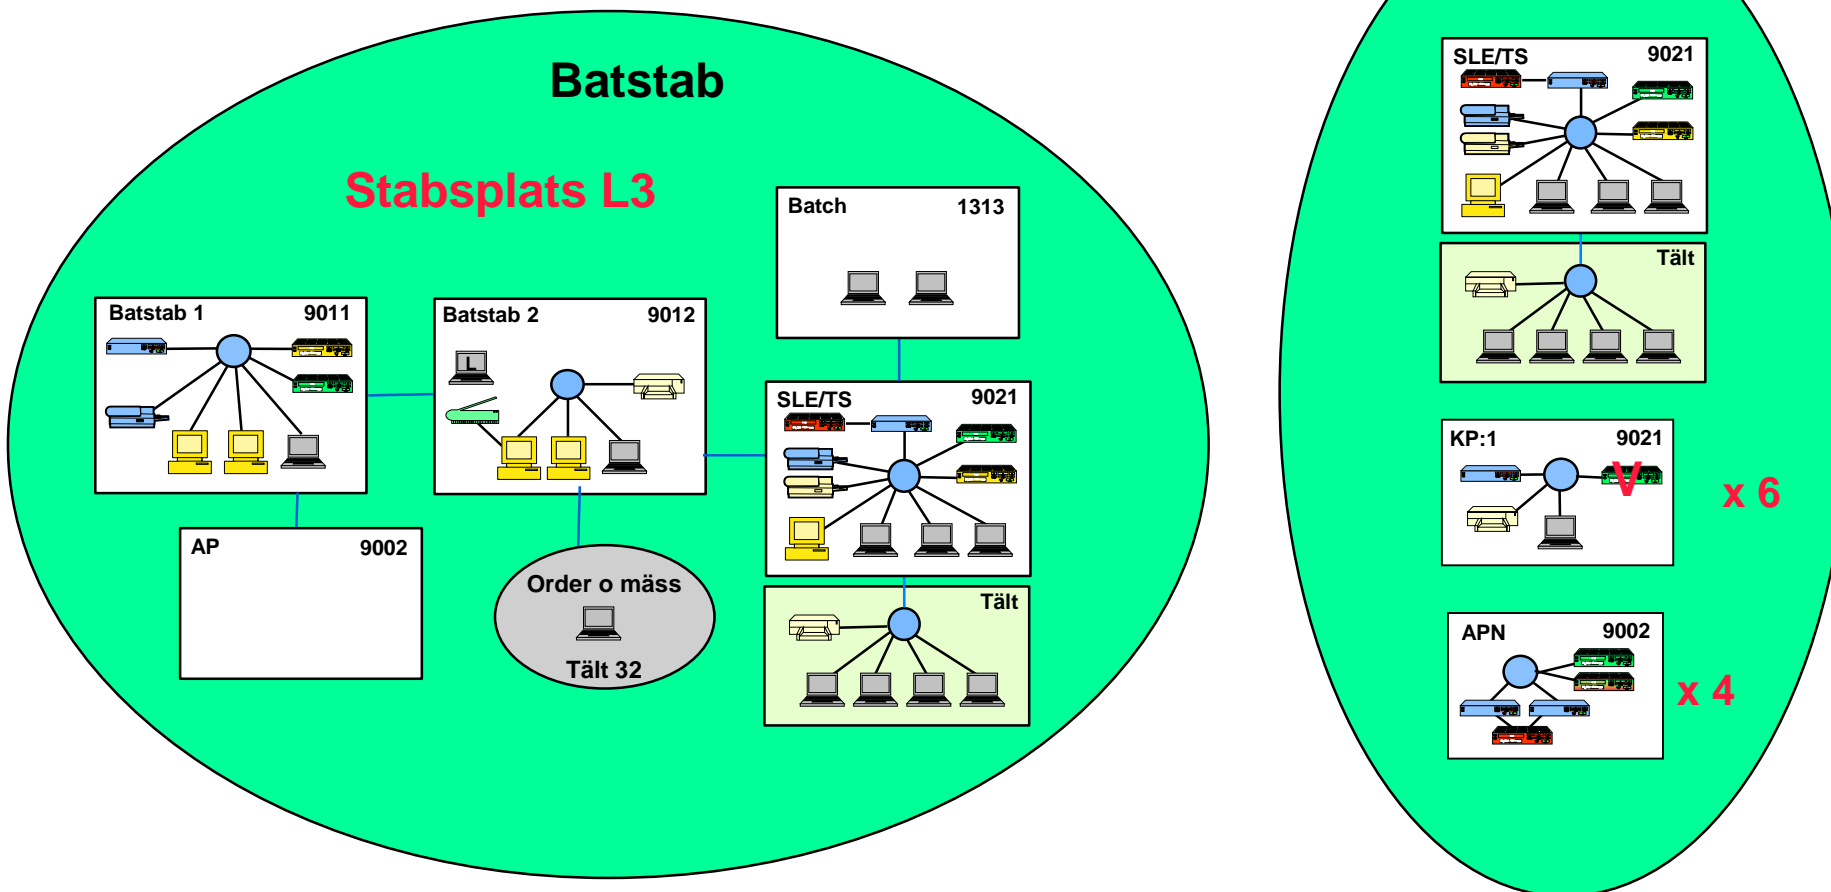 Batstab
Stabsplats L3
Batch 1313
Batstab 1 9011
Batstab 2 9012
L
SLE/TS 9021
AP 9002
Order o mäss
Tält 32
Tält
SLE/TS 9021
Tält
KP:1 9021
V
x 6
APN 9002
x 4